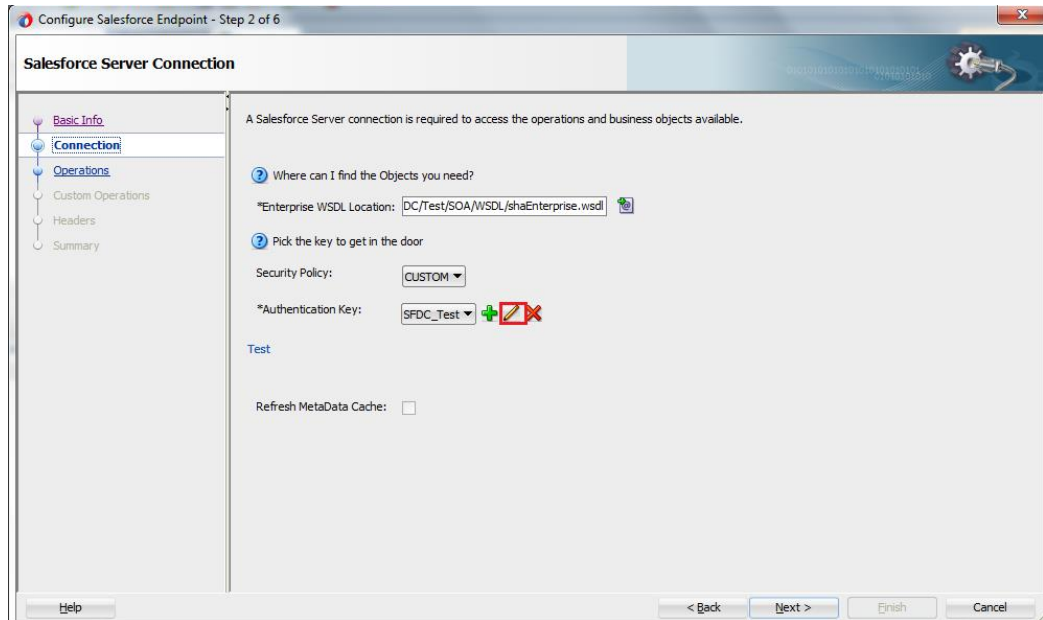 Configure Salesforce Endpoint - Step 2 of 6
Salesforce Server Connection
Basic Info
Connection
Operations
Custom Operations
Headers
Summary
A Salesforce Server connection is required to access the operations and business objects available.
Where can I find the Objects you need?
*Enterprise WSDL Location: DC/Test/SOA/WSDL/shaEnterprise.wsdl
Pick the key to get in the door
Security Policy: CUSTOM
*Authentication Key: SFDC_Test
Test
Refresh MetaData Cache:
Help < Back Next > Finish Cancel